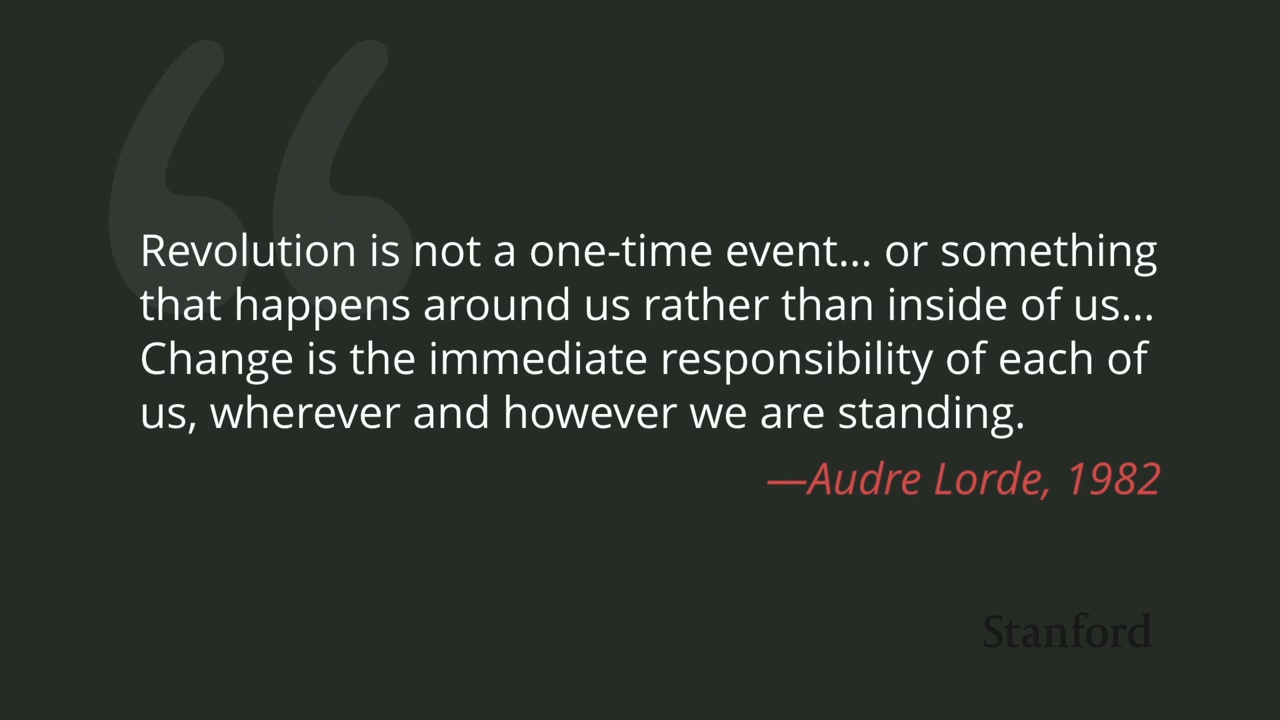 Revolution is not a one-time event... or something
that happens around us rather than inside of us...
Change is the immediate responsibility of each of
us, wherever and however we are standing.
—Audre Lorde, 1982
Stanford